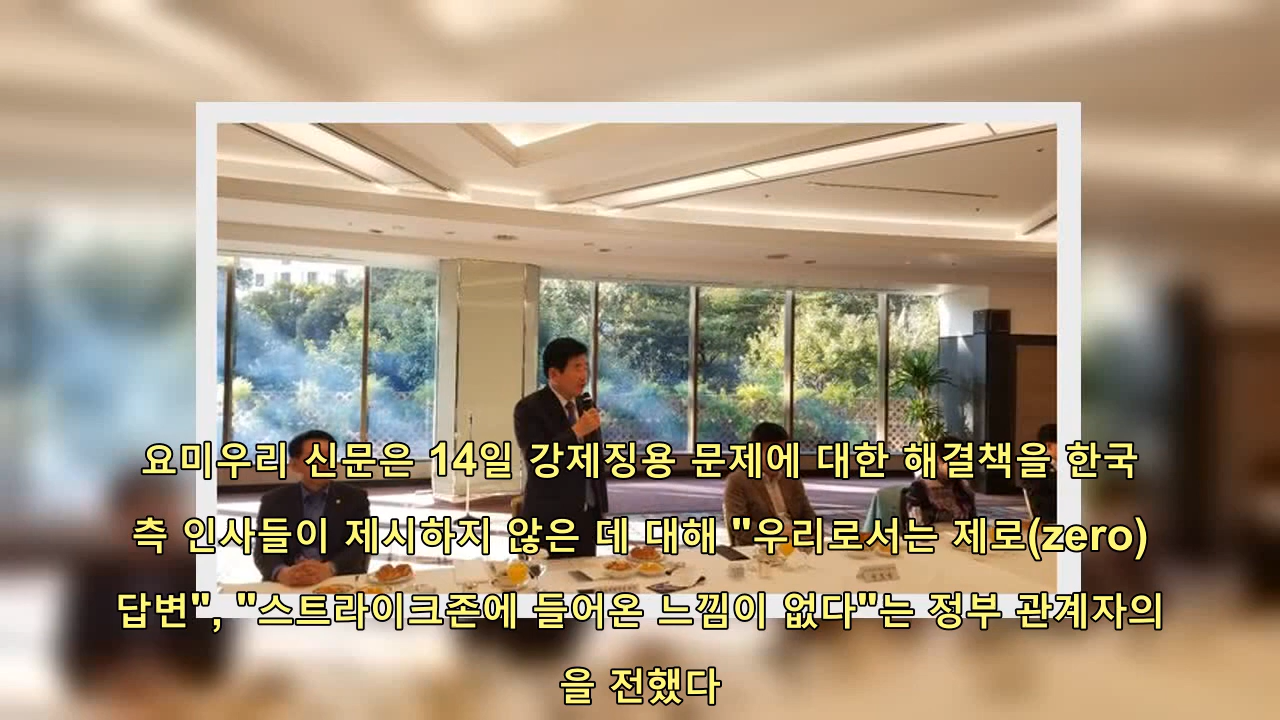 요미우리 신문은 14일 강제징용 문제에 대한 해결책을 한국
측 인사들이 제시하지 않은 데 대해 "우리로서는 제로(zero)
답변", "스트라이크존에 들어온 느낌이 없다"는 정부 관계자의
을 전했다